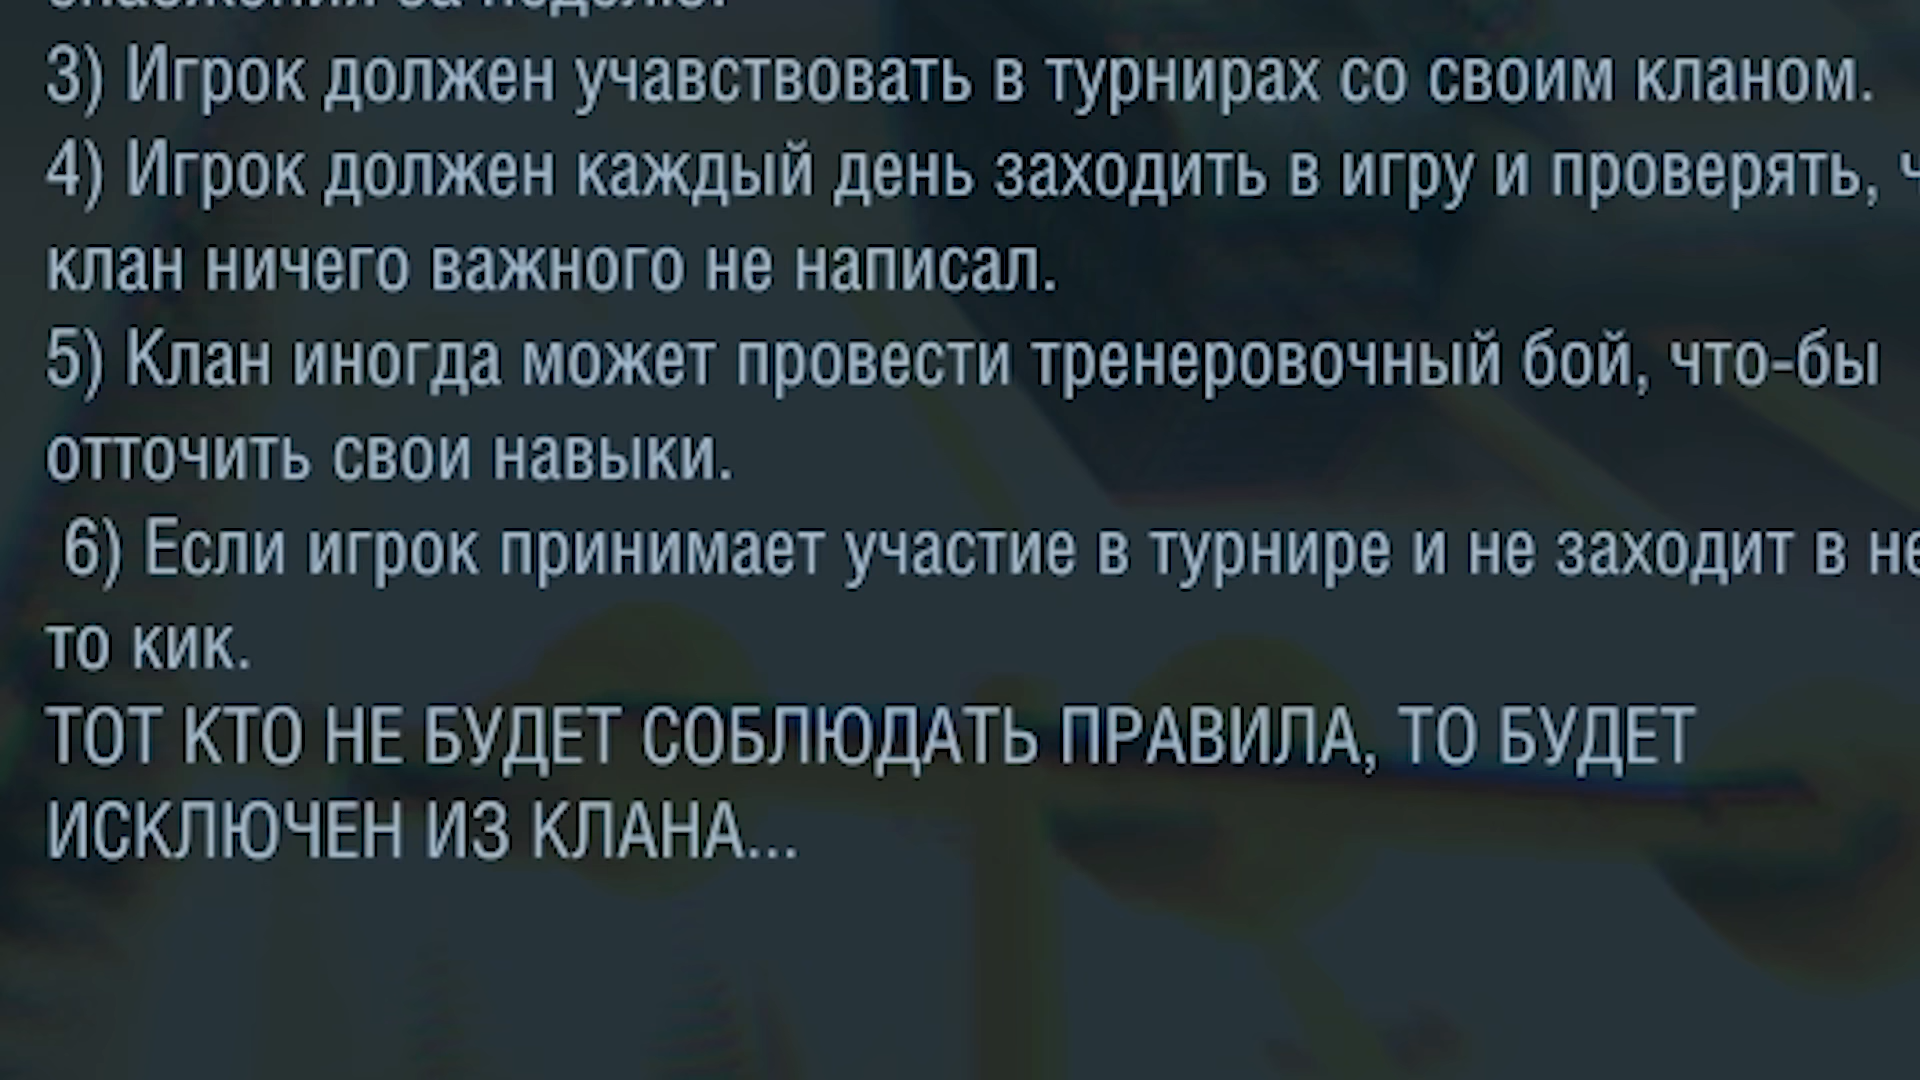 3) Игрок должен учавствовать в турнирах со своим кланом.
4) Игрок должен каждый день заходить в игру и проверять,
клан ничего важного не написал.
5) Клан иногда может провести тренеровочный бой, что-бы
отточить свои навыки.
6) Если игрок принимает участие в турнире и не заходит в
то кик.
ТОТ КТО НЕ БУДЕТ СОБЛЮДАТЬ ПРАВИЛА, ТО БУДЕТ
ИСКЛЮЧЕН ИЗ КЛАНА...